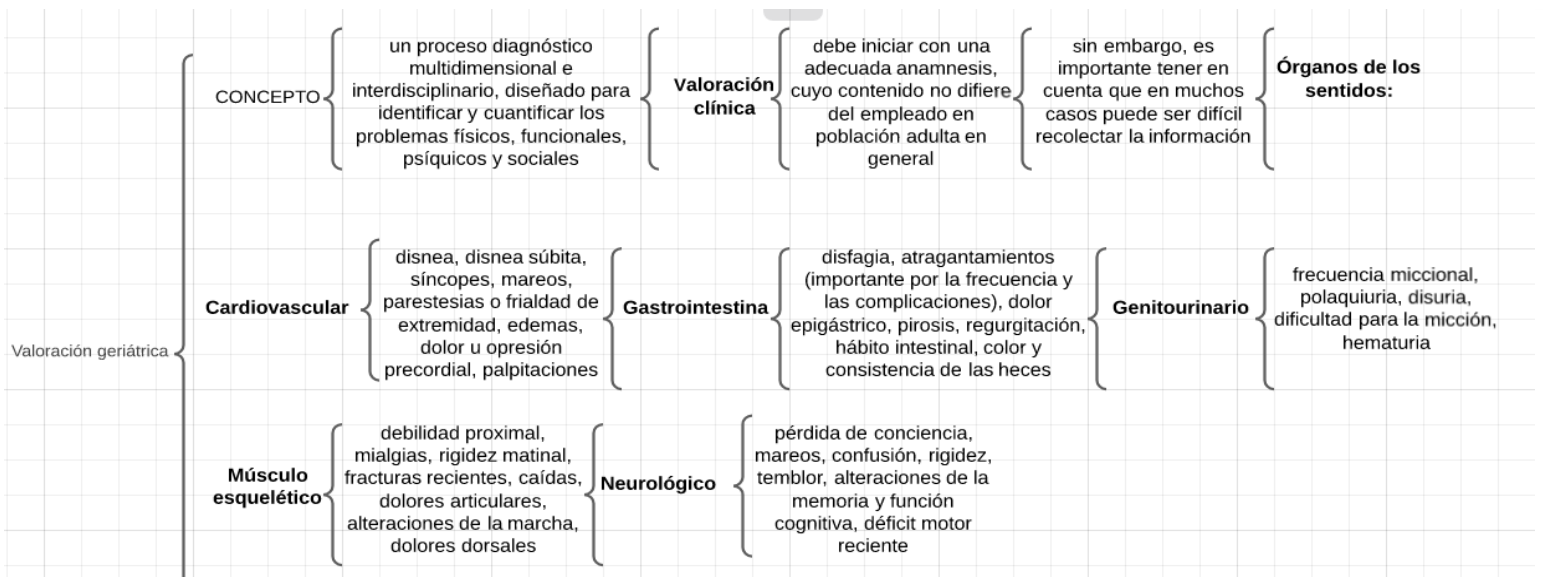 CONCEPTO
un proceso diagnóstico
multidimensional e
interdisciplinario, diseñado para
identificar y cuantificar los
problemas físicos, funcionales,
psíquicos y sociales
Valoración
clínica
debe iniciar con una
adecuada anamnesis,
cuyo contenido no difiere
del empleado en
población adulta en
general
sin embargo, es
importante tener en
cuenta que en muchos
casos puede ser difícil
recolectar la información
Órganos de los
sentidos:
Valoración geriátrica
Cardiovascular
disnea, disnea súbita,
síncopes, mareos,
parestesias o frialdad de
extremidad, edemas,
dolor u opresión
precordial, palpitaciones
Gastrointestina
disfagia, atragantamientos
(importante por la frecuencia y
las complicaciones), dolor
epigástrico, pirosis, regurgitación,
hábito intestinal, color y
consistencia de las heces
Genitourinario
frecuencia miccional,
polaquiuria, disuria,
dificultad para la micción,
hematuria
Músculo
esquelético
debilidad proximal,
mialgias, rigidez matinal,
fracturas recientes, caídas,
dolores articulares,
alteraciones de la marcha,
dolores dorsales
Neurológico
pérdida de conciencia,
mareos, confusión, rigidez,
temblor, alteraciones de la
memoria y función
cognitiva, déficit motor
reciente